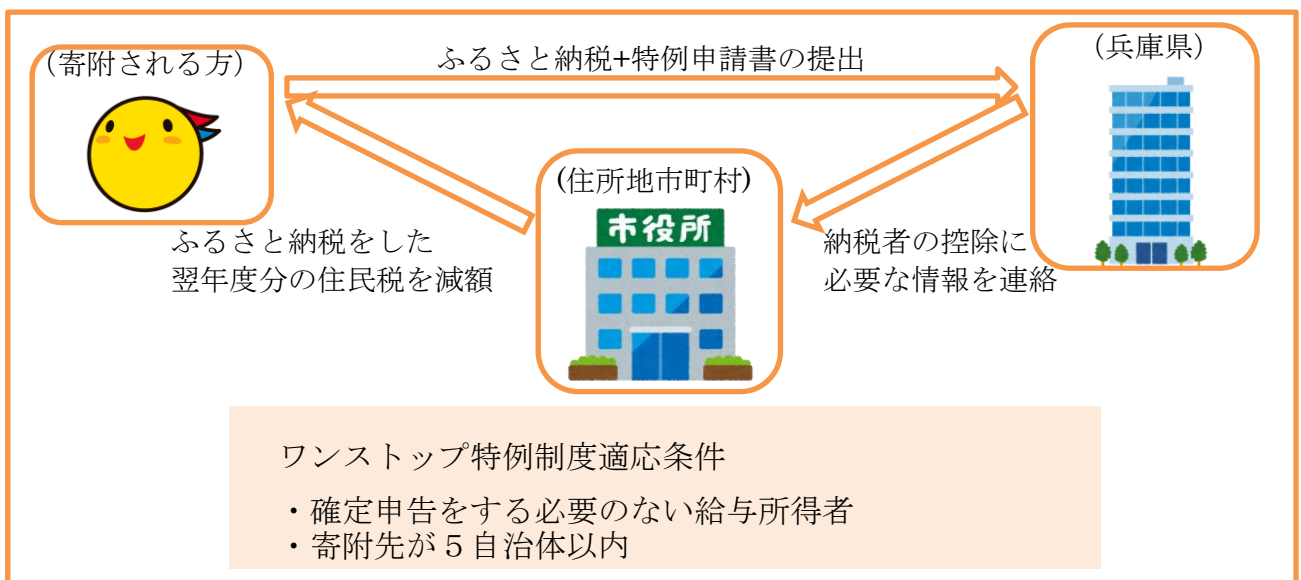 (寄附される方)
ふるさと納税+特例申請書の提出
(兵庫県)
(住所地市町村)
市役所
ふるさと納税をした
翌年度分の住民税を減額
納税者の控除に
必要な情報を連絡
ワンストップ特例制度適応条件
・確定申告をする必要のない給与所得者
・寄附先が５自治体以内